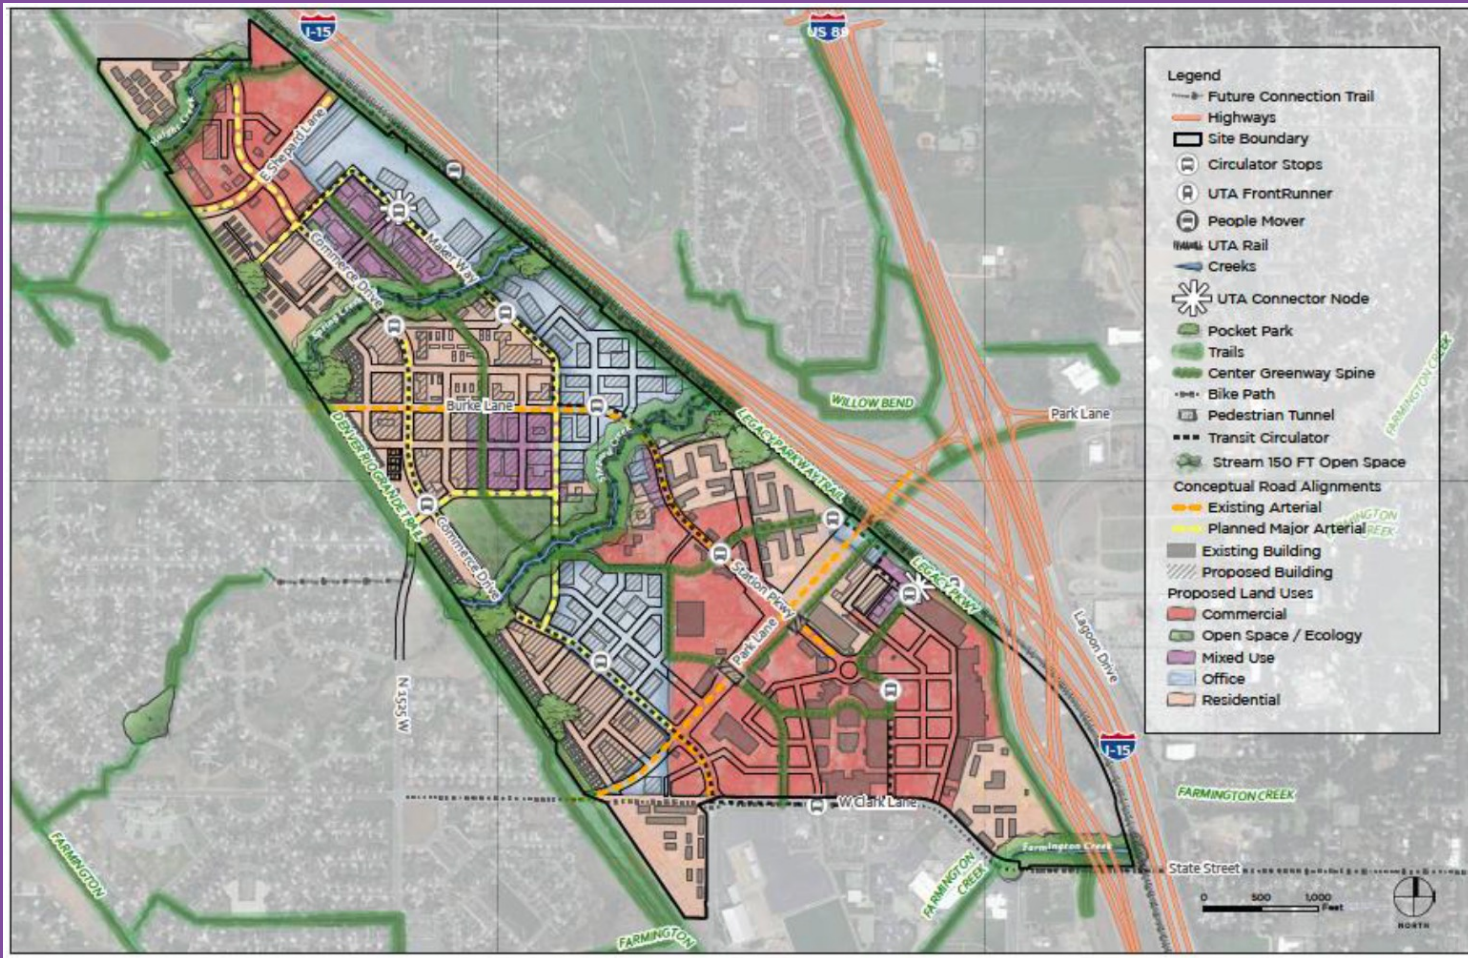 I-15
US 89
Legend
Future Connection Trail
Highways
Site Boundary
Circulator Stops
UTA FrontRunner
People Mover
UTA Rail
Creeks
UTA Connector Node
Pocket Park
Trails
Center Greenway Spine
Bike Path
Pedestrian Tunnel
Transit Circulator
Stream 150 FT Open Space
Conceptual Road Alignments
Existing Arterial
Planned Major Arterial
Existing Building
Proposed Building
Proposed Land Uses
Commercial
Open Space / Ecology
Mixed Use
Office
Residential
E Shepard Lane
Commerce Drive
Maker Way
Spring Creek
Burke Lane
WILLOW BEND
Park Lane
FARMINGTON CREEK
LEGACY PARKWAY TRAIL
DENVER RIO GRANDE TRAIL
Commerce Drive
Station Pkwy
LEGACY PKWY
Park Lane
Lagoon Drive
N 1525 W
I-15
FARMINGTON CREEK
W Clark Lane
Farmington Creek
State Street
FARMINGTON
FARMINGTON
CREEK
FARMINGTON
0 500 1,000
Feet
NORTH